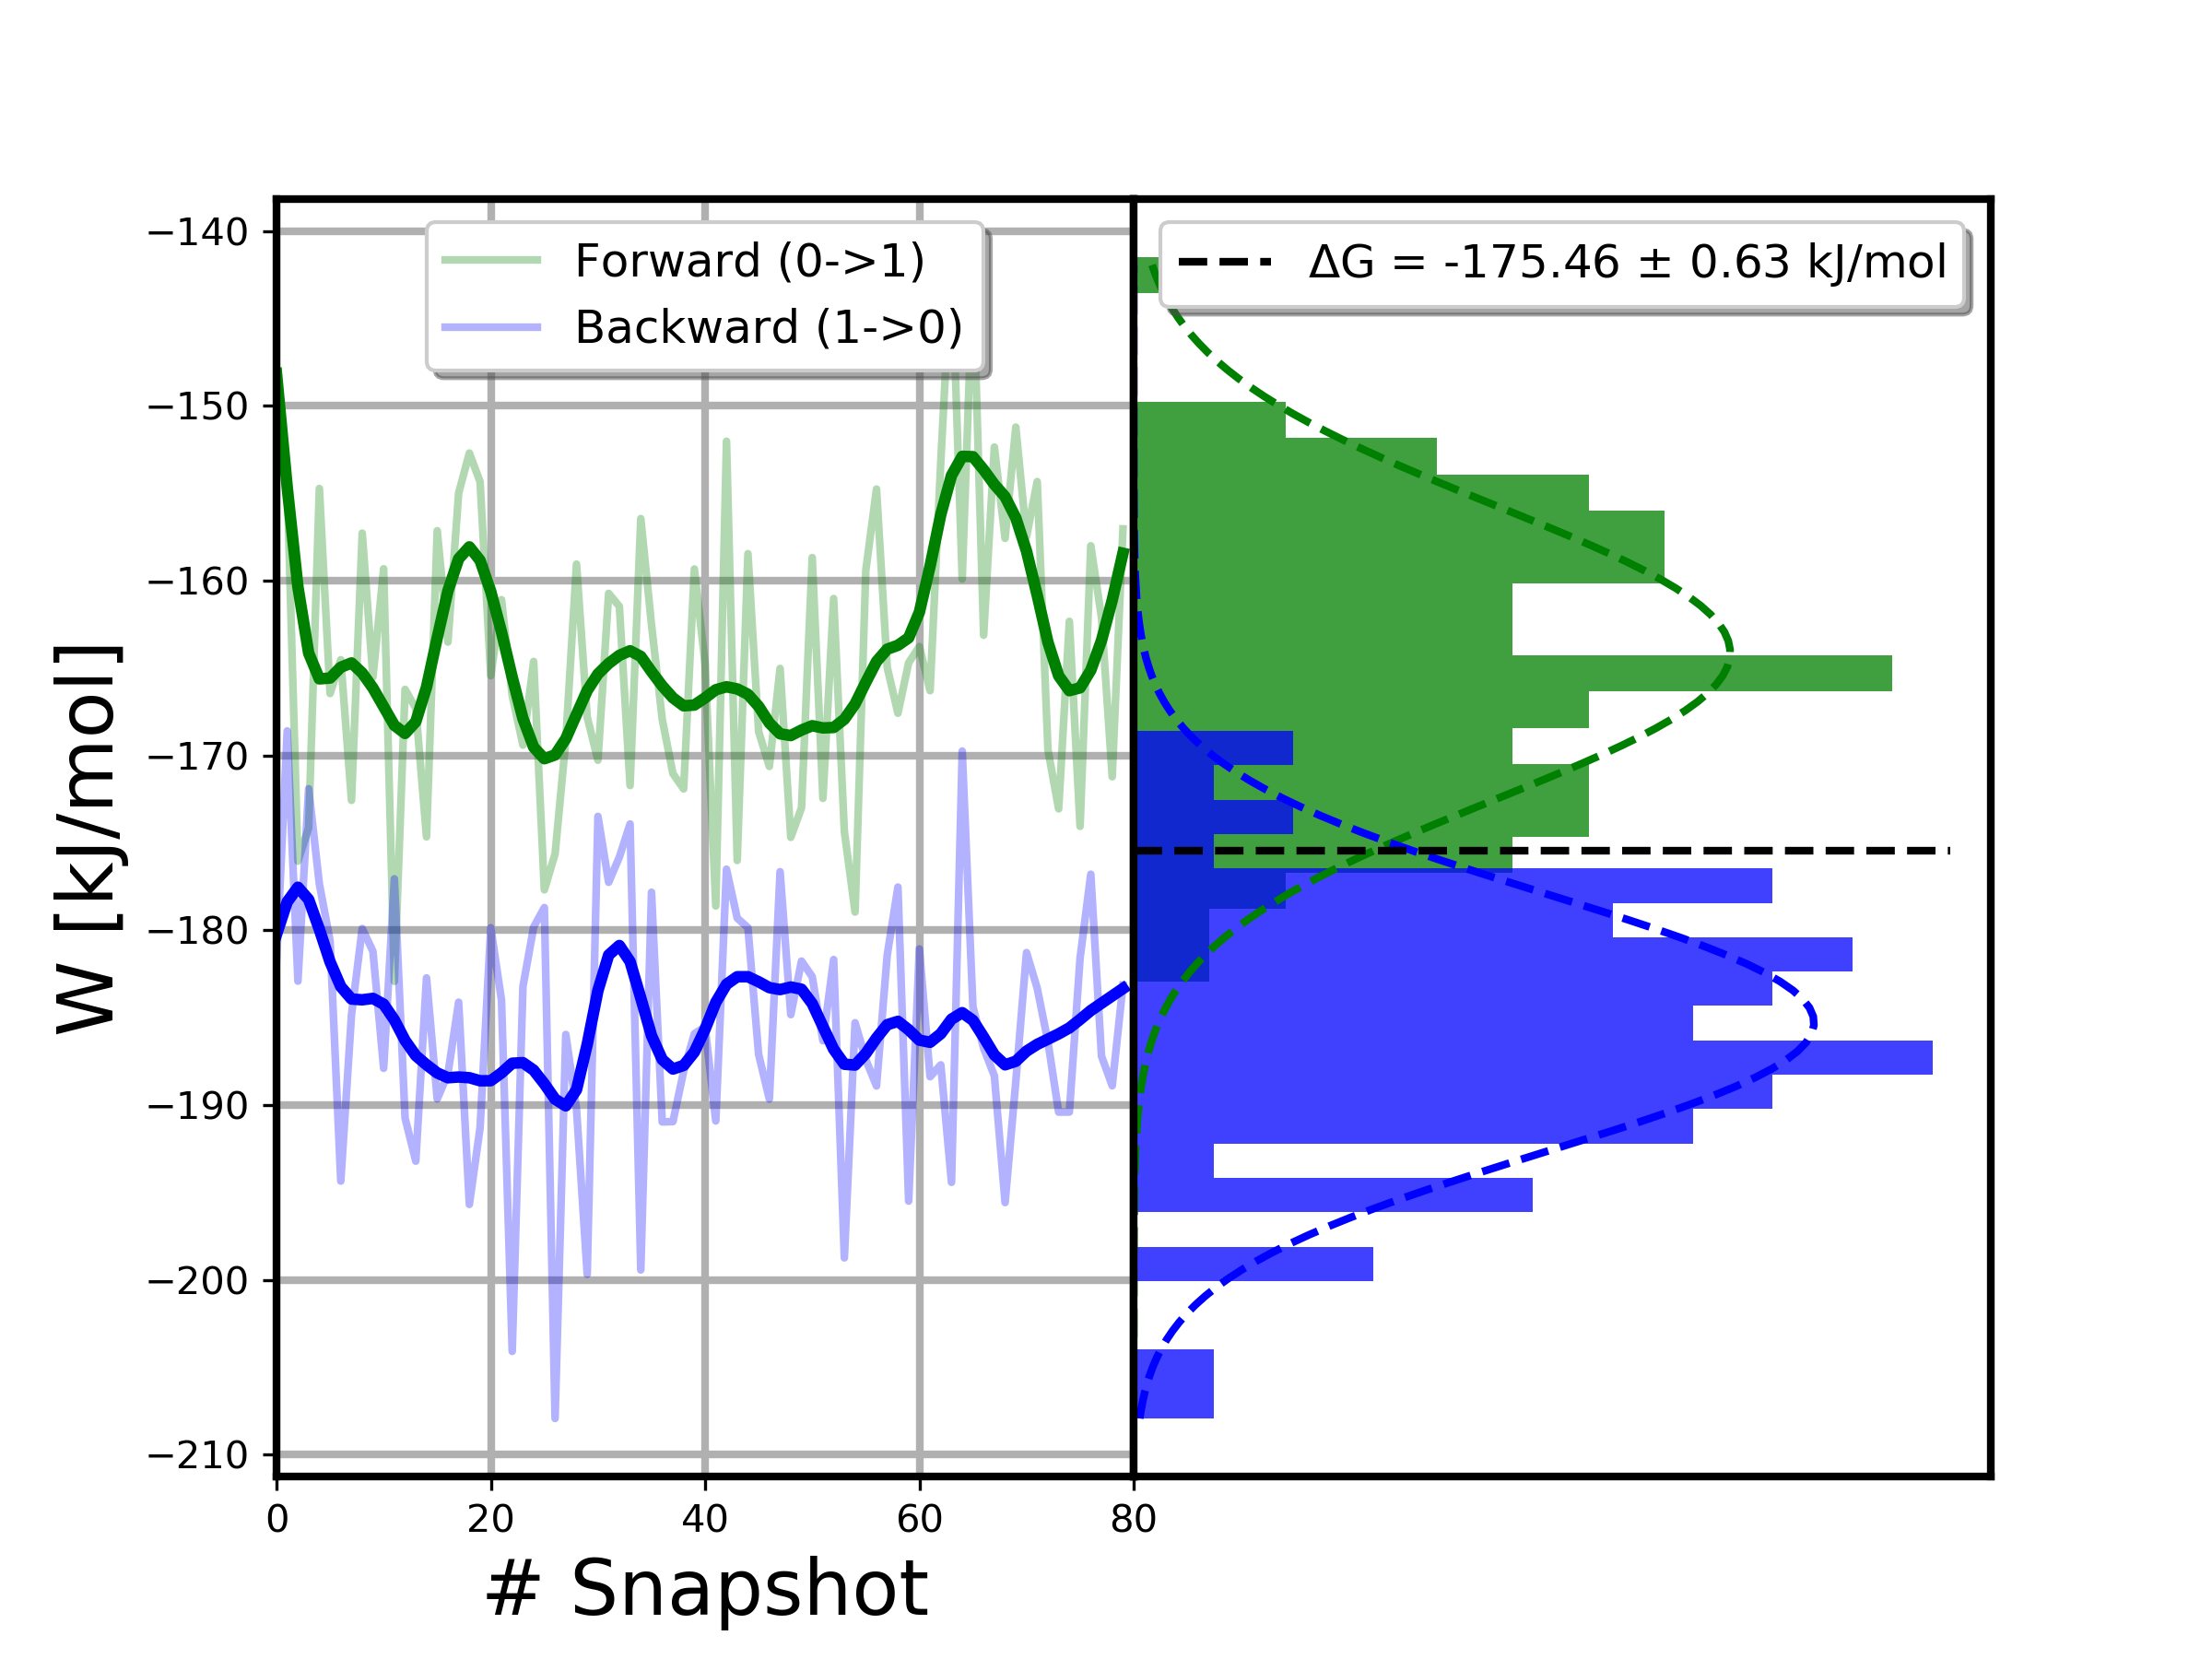 Forward (0->1)
Backward (1->0)
ΔG = -175.46 ± 0.63 kJ/mol
W [kJ/mol]
−140
−150
−160
−170
−180
−190
−200
−210
0 20 40 60 80
# Snapshot